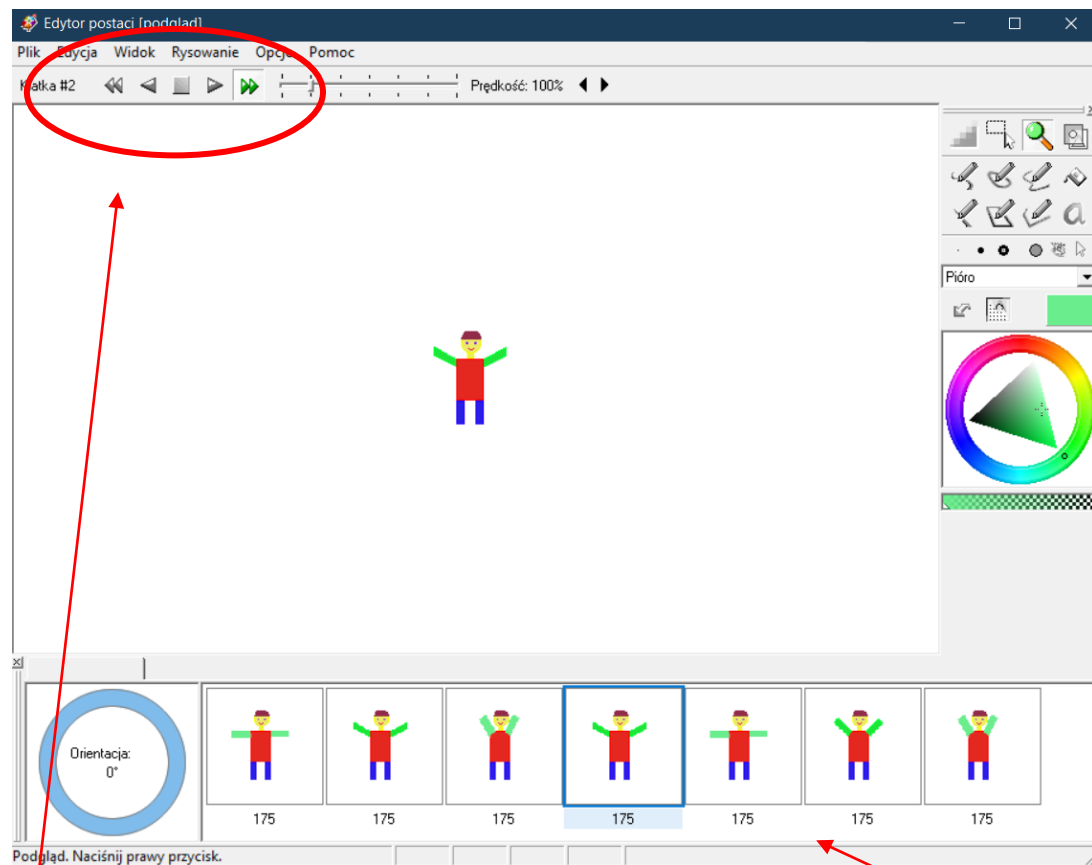 Edytor postaci [podgląd]
Plik Edycja Widok Rysowanie Opcje Pomoc
Klatka #2 Prędkość: 100%
Pióro
Orientacja:
0°
175 175 175 175 175 175 175
Podgląd. Naciśnij prawy przycisk.